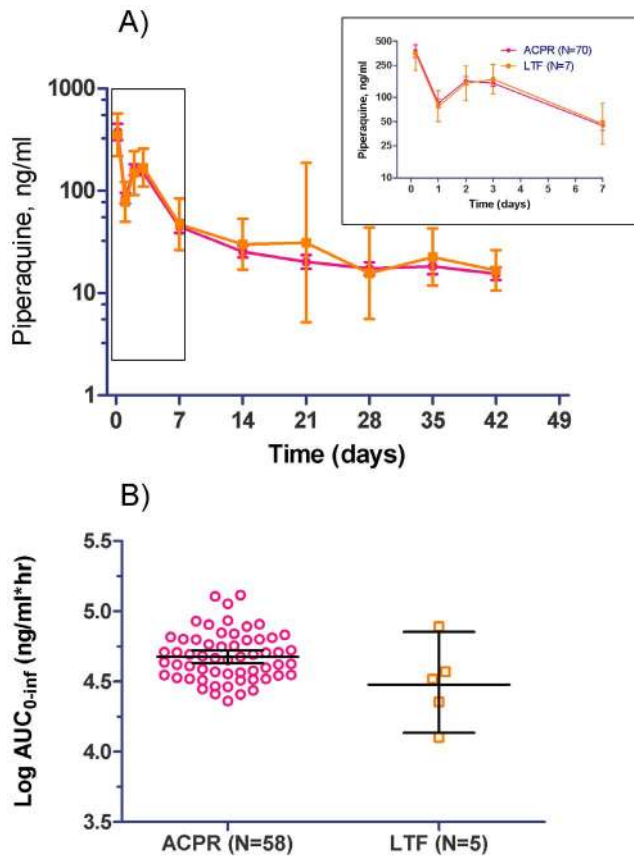 A)
1000
100
10
1
Piperaquine, ng/ml
0 7 14 21 28 35 42 49
Time (days)
500
250
100
50
25
10
Piperaquine, ng/ml
ACPR (N=70)
LTF (N=7)
0 1 2 3 4 5 6 7
Time (days)
B)
5.5
5.0
4.5
4.0
3.5
Log AUC0-inf (ng/ml*hr)
ACPR (N=58) LTF (N=5)